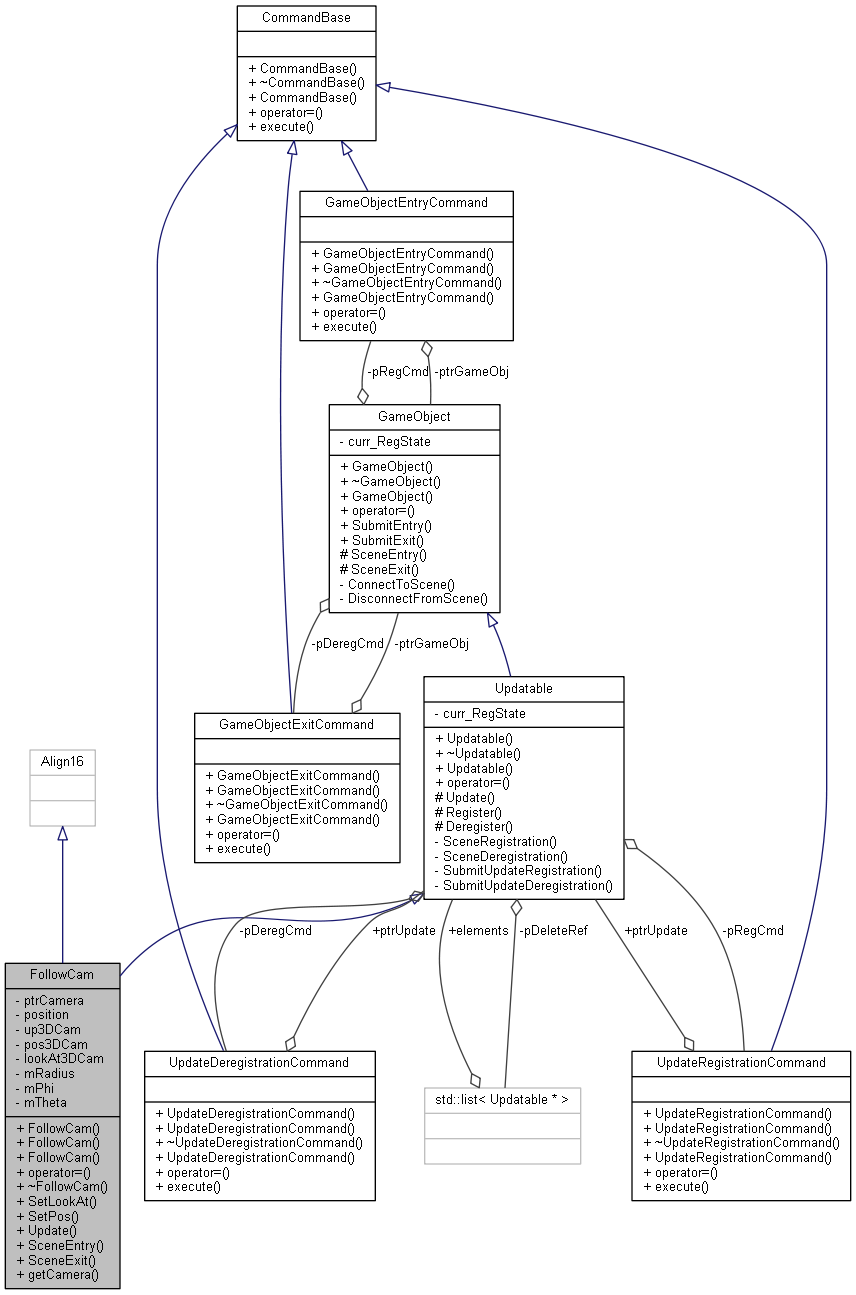 CommandBase
+ CommandBase()
+ ~CommandBase()
+ CommandBase()
+ operator=()
+ execute()
GameObjectEntryCommand
+ GameObjectEntryCommand()
+ GameObjectEntryCommand()
+ ~GameObjectEntryCommand()
+ GameObjectEntryCommand()
+ operator=()
+ execute()
-pRegCmd
-ptrGameObj
GameObject
- curr_RegState
+ GameObject()
+ ~GameObject()
+ GameObject()
+ operator=()
+ SubmitEntry()
+ SubmitExit()
# SceneEntry()
# SceneExit()
- ConnectToScene()
- DisconnectFromScene()
-pDeregCmd
-ptrGameObj
Updatable
- curr_RegState
+ Updatable()
+ ~Updatable()
+ Updatable()
+ operator=()
# Update()
# Register()
# Deregister()
- SceneRegistration()
- SceneDeregistration()
- SubmitUpdateRegistration()
- SubmitUpdateDeregistration()
GameObjectExitCommand
+ GameObjectExitCommand()
+ GameObjectExitCommand()
+ ~GameObjectExitCommand()
+ GameObjectExitCommand()
+ operator=()
+ execute()
Align16
-pDeregCmd
+ptrUpdate
+elements
-pDeleteRef
+ptrUpdate
-pRegCmd
FollowCam
- ptrCamera
- position
- up3DCam
- pos3DCam
- lookAt3DCam
- mRadius
- mPhi
- mTheta
+ FollowCam()
+ FollowCam()
+ FollowCam()
+ operator=()
+ ~FollowCam()
+ SetLookAt()
+ SetPos()
+ Update()
+ SceneEntry()
+ SceneExit()
+ getCamera()
UpdateDeregistrationCommand
+ UpdateDeregistrationCommand()
+ UpdateDeregistrationCommand()
+ ~UpdateDeregistrationCommand()
+ UpdateDeregistrationCommand()
+ operator=()
+ execute()
std::list< Updatable * >
UpdateRegistrationCommand
+ UpdateRegistrationCommand()
+ UpdateRegistrationCommand()
+ ~UpdateRegistrationCommand()
+ UpdateRegistrationCommand()
+ operator=()
+ execute()